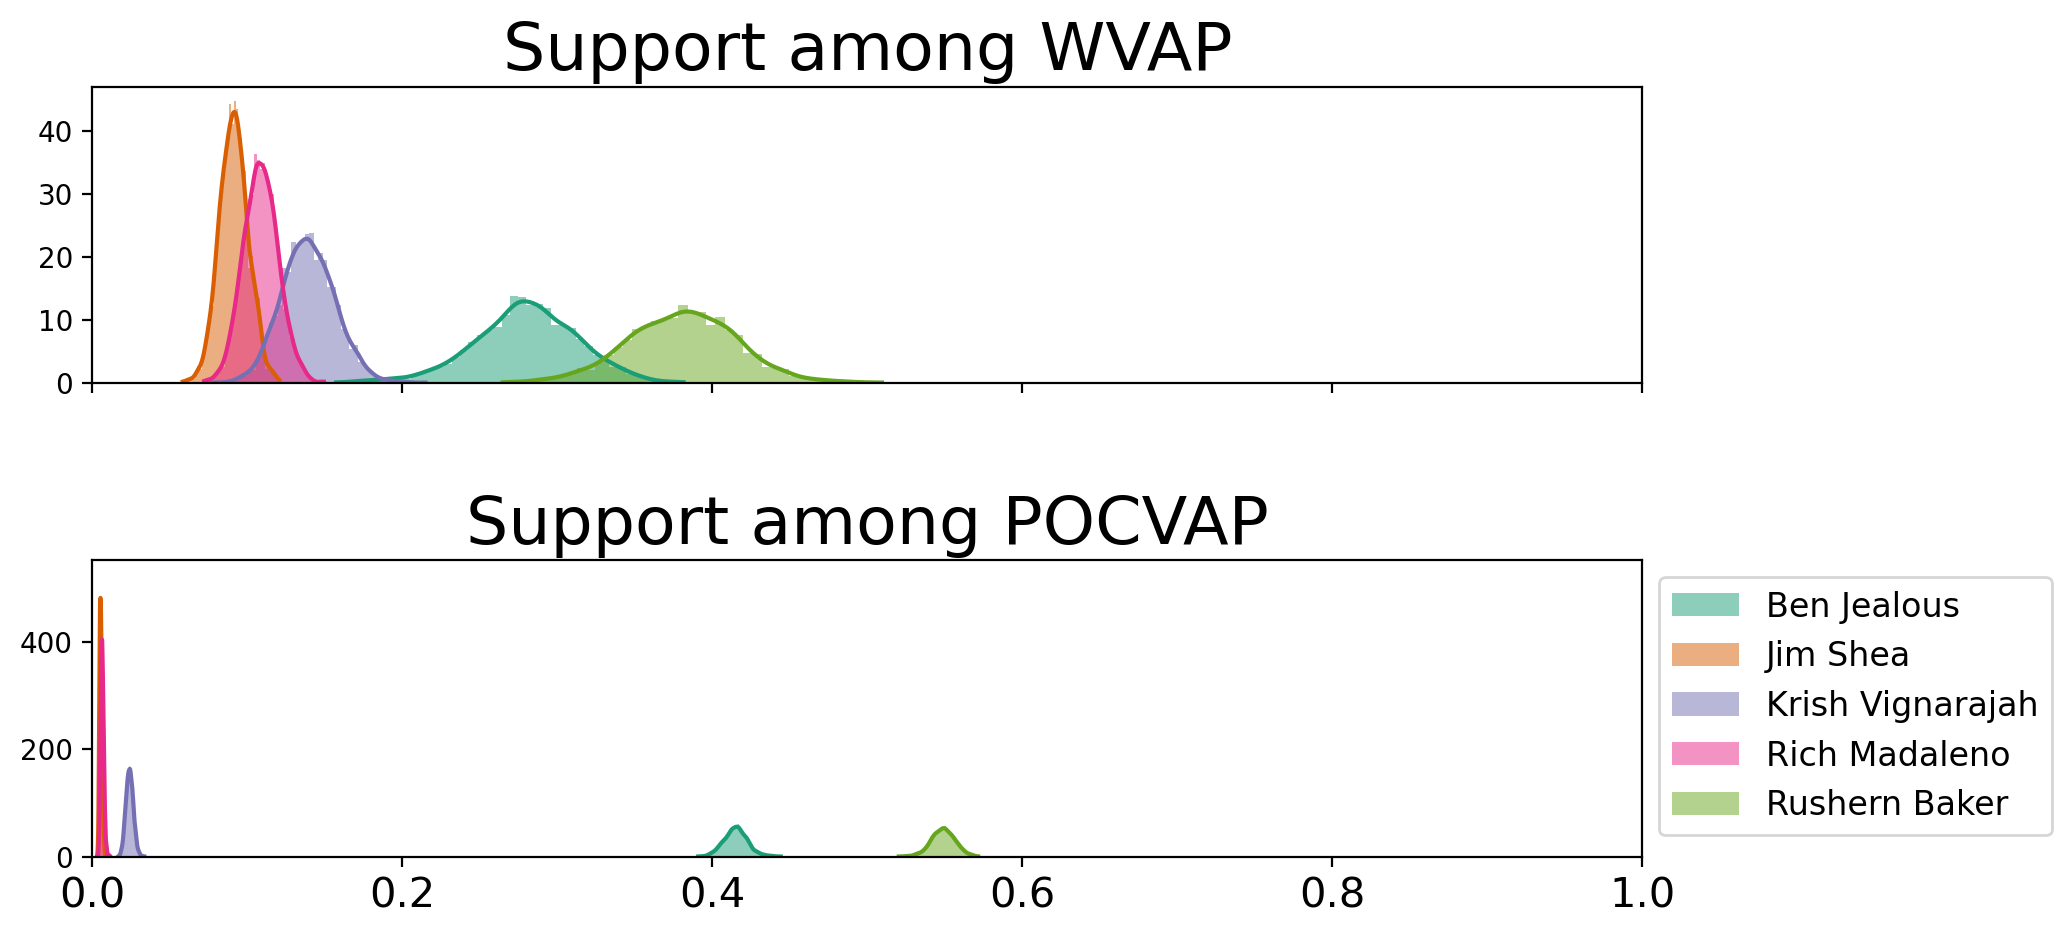 Support among WVAP
40
30
20
10
0
Support among POCVAP
400
200
0
0.0 0.2 0.4 0.6 0.8 1.0
Ben Jealous
Jim Shea
Krish Vignarajah
Rich Madaleno
Rushern Baker